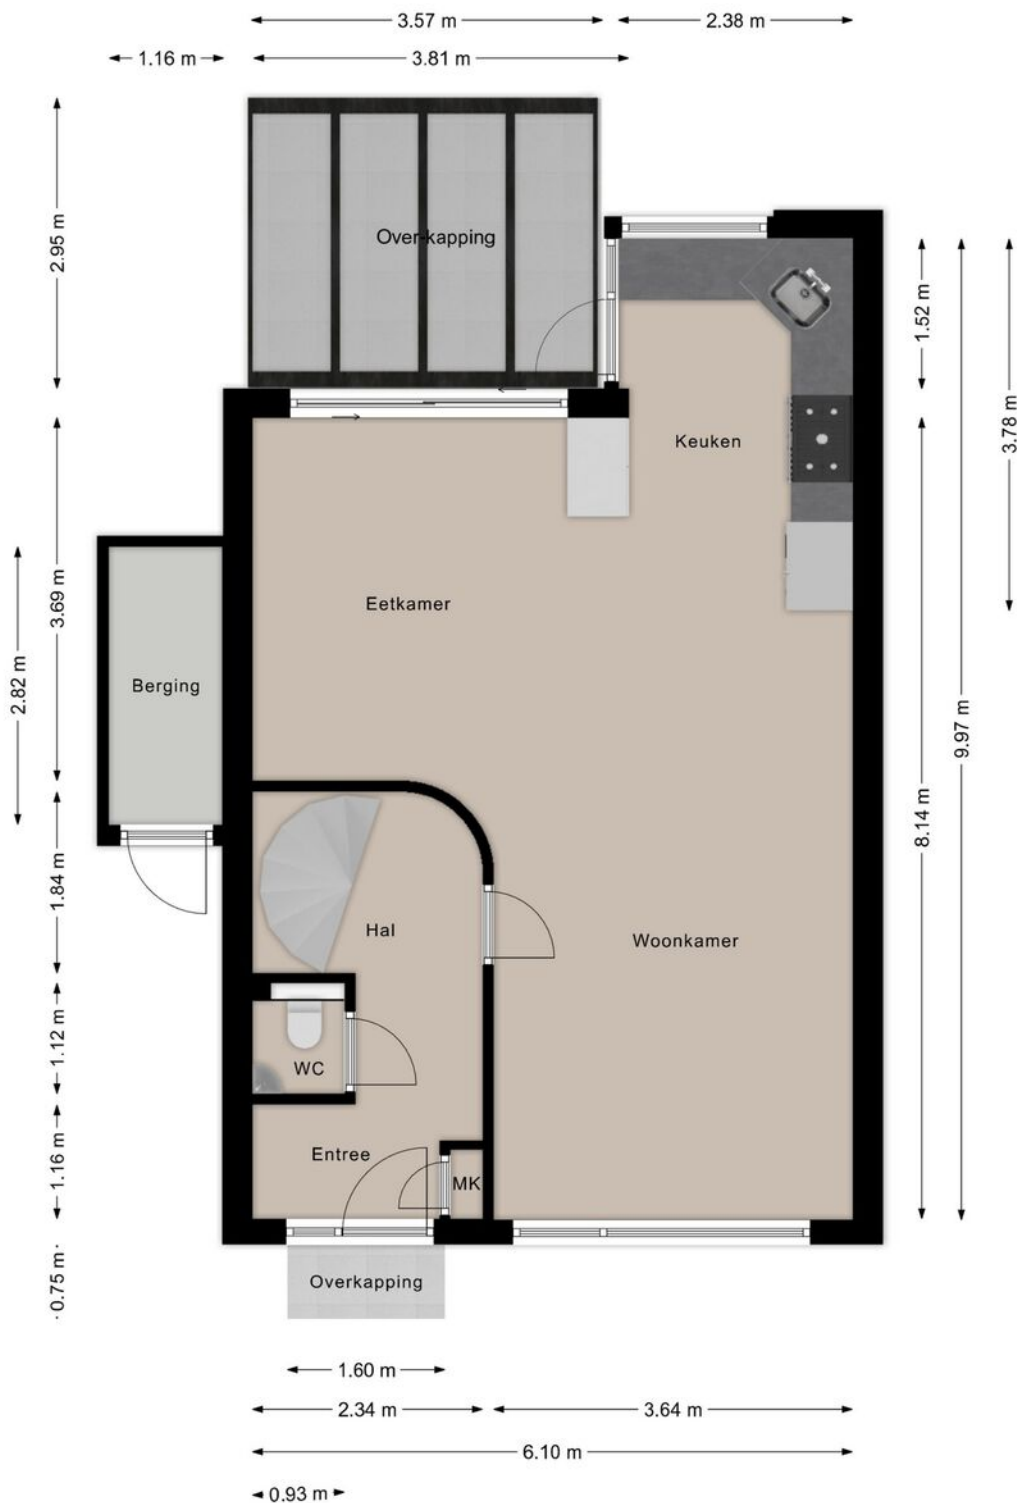 3.57 m
2.38 m
1.16 m
3.81 m
2.95 m
Over-kapping
1.52 m
3.78 m
Keuken
3.69 m
Eetkamer
2.82 m
Berging
9.97 m
8.14 m
1.84 m
Hal
Woonkamer
1.12 m
WC
1.16 m
Entree
MK
0.75 m
Overkapping
1.60 m
2.34 m
3.64 m
6.10 m
0.93 m